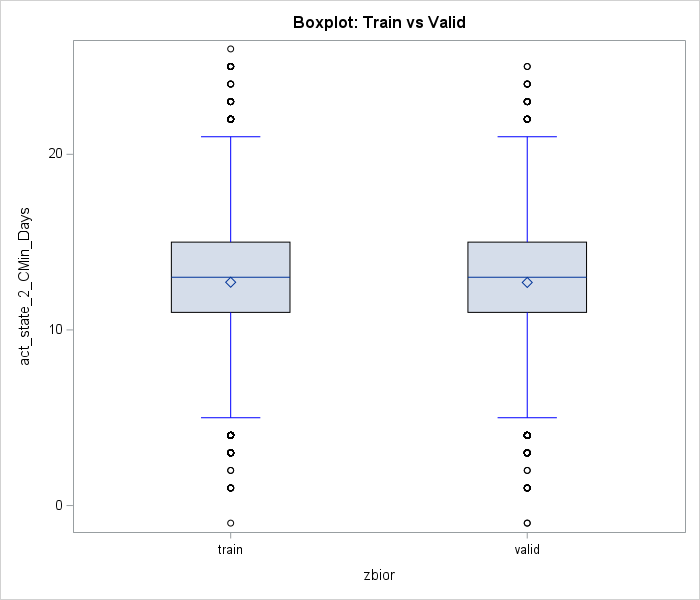 Boxplot: Train vs Valid
act_state_2_CMin_Days
20
10
0
train
valid
zbior